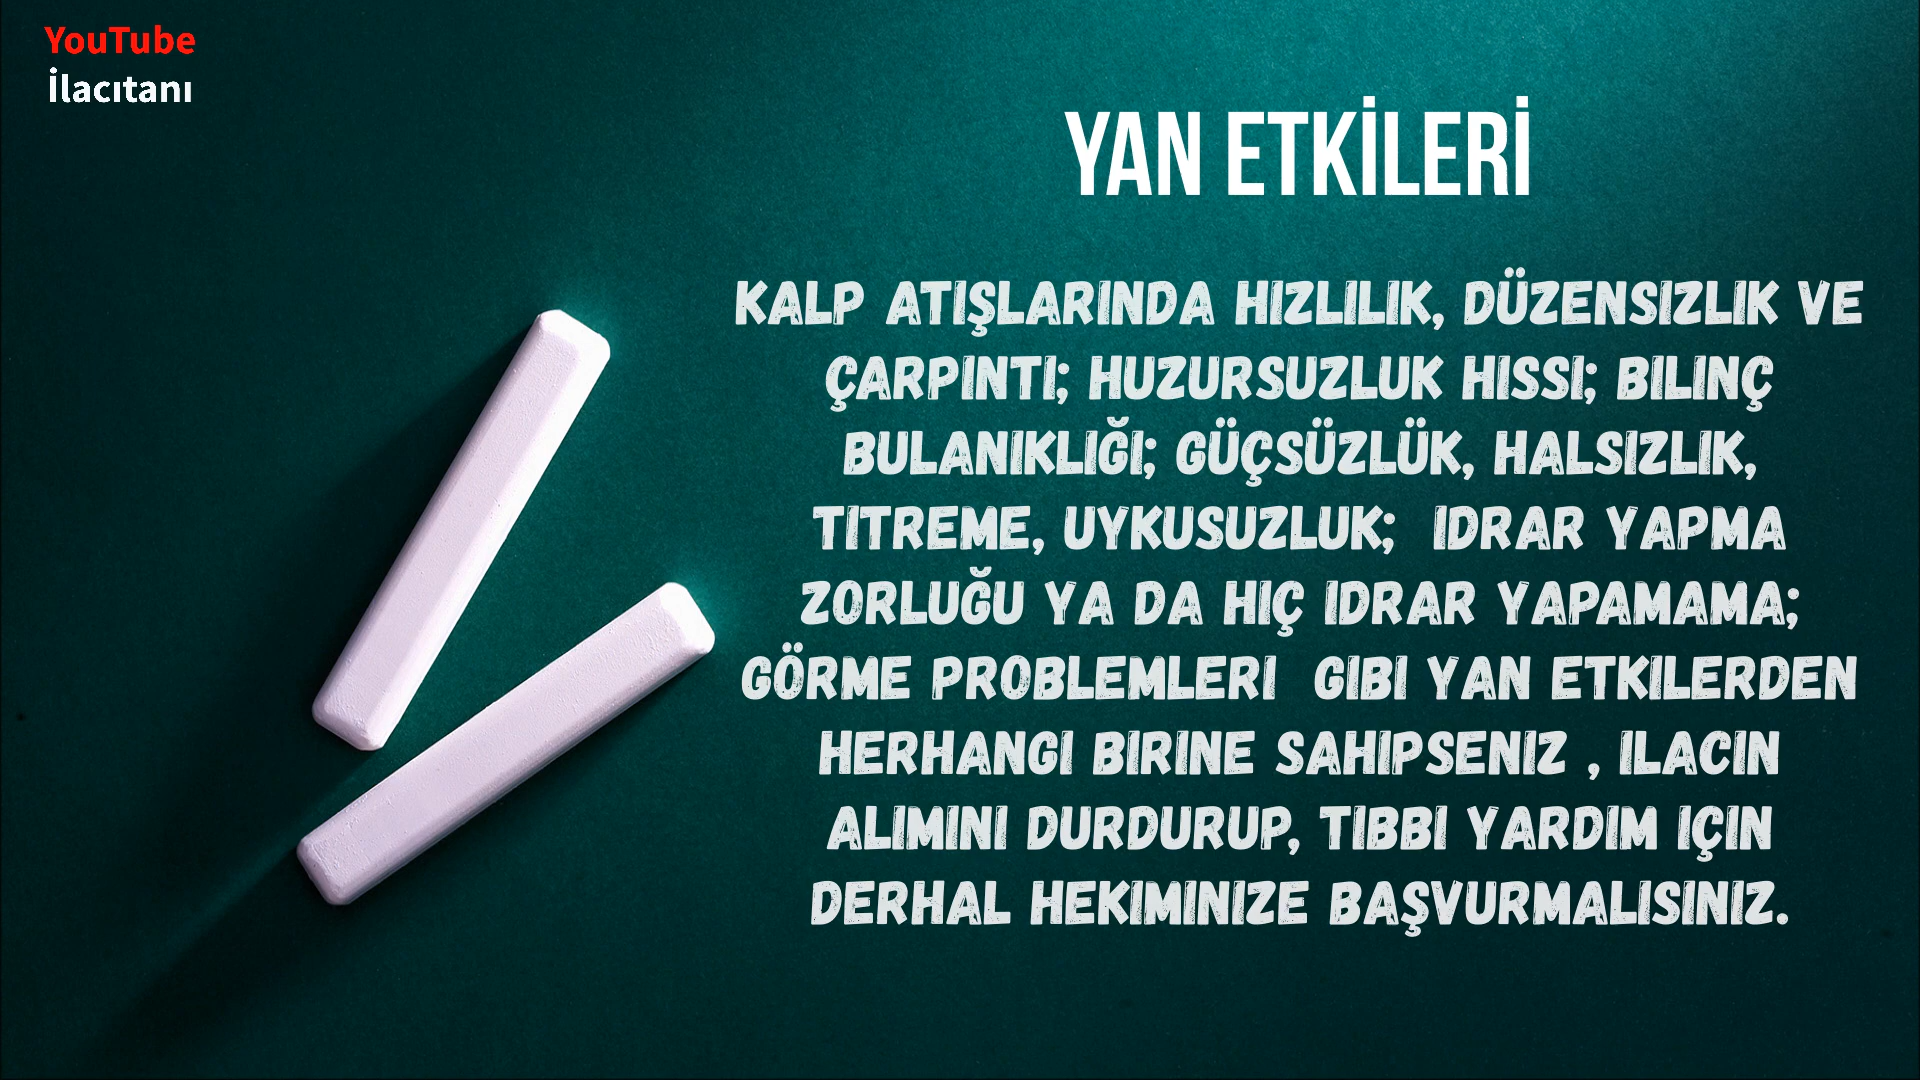 YouTube
İlacıtanı
YAN ETKİLERİ
KALP ATIŞLARINDA HIZLILIK, DÜZENSIZLIK VE
ÇARPINTI; HUZURSUZLUK HISSI; BILINÇ
BULANIKLIĞI; GÜÇSÜZLÜK, HALSIZLIK,
TITREME, UYKUSUZLUK; IDRAR YAPMA
ZORLUĞU YA DA HIÇ IDRAR YAPAMAMA;
GÖRME PROBLEMLERI GIBI YAN ETKILERDEN
HERHANGI BIRINE SAHIPSENIZ , ILACIN
ALIMINI DURDURUP, TIBBI YARDIM IÇIN
DERHAL HEKIMINIZE BAŞVURMALISINIZ.